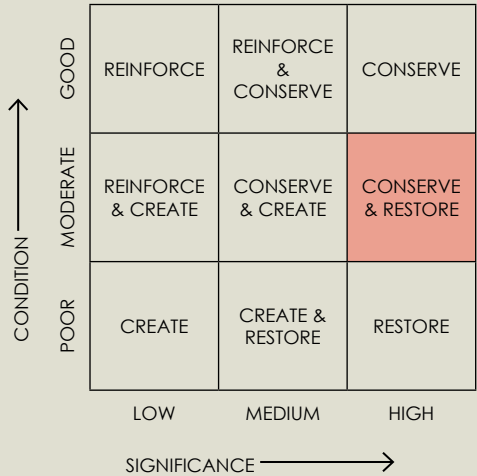 GOOD
REINFORCE
REINFORCE
&
CONSERVE
CONSERVE
MODERATE
REINFORCE
& CREATE
CONSERVE
& CREATE
CONSERVE
& RESTORE
CONDITION
POOR
CREATE
CREATE &
RESTORE
RESTORE
LOW
MEDIUM
HIGH
SIGNIFICANCE